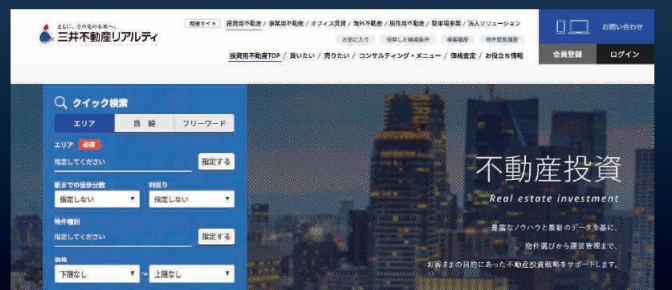 ともに、その先の未来へ。
三井不動産リアルティ
関連サイト 投資用不動産 / 事業用不動産 / オフィス賃貸 / 海外不動産 / 居住用不動産 / 駐車場事業 / 法人ソリューション
お気に入り 保存した検索条件 検索履歴 物件閲覧履歴
投資用不動産TOP / 買いたい / 売りたい / コンサルティング・メニュー / 価格査定 / お役立ち情報
お問い合わせ
会員登録 ログイン
クイック検索
エリア 路 線 フリーワード
エリア 必須
指定してください 指定する
駅までの徒歩分数 利回り
指定しない 指定しない
物件種別
指定してください 指定する
価格
下限なし ~ 上限なし
不動産投資
Real estate investment
豊富なノウハウと最新のデータを基に、
物件選びから運営管理まで、
お客さまの目的にあった不動産投資戦略をサポートします。